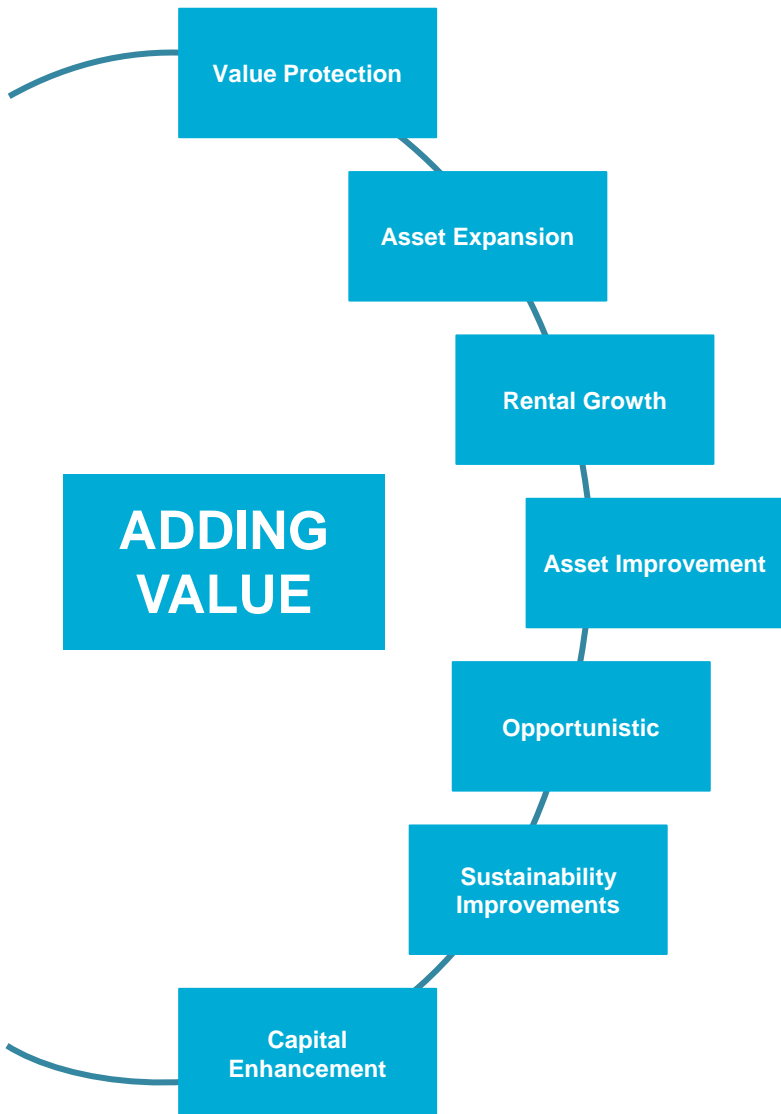 Value Protection
Asset Expansion
Rental Growth
ADDING
VALUE
Asset Improvement
Opportunistic
Sustainability
Improvements
Capital
Enhancement